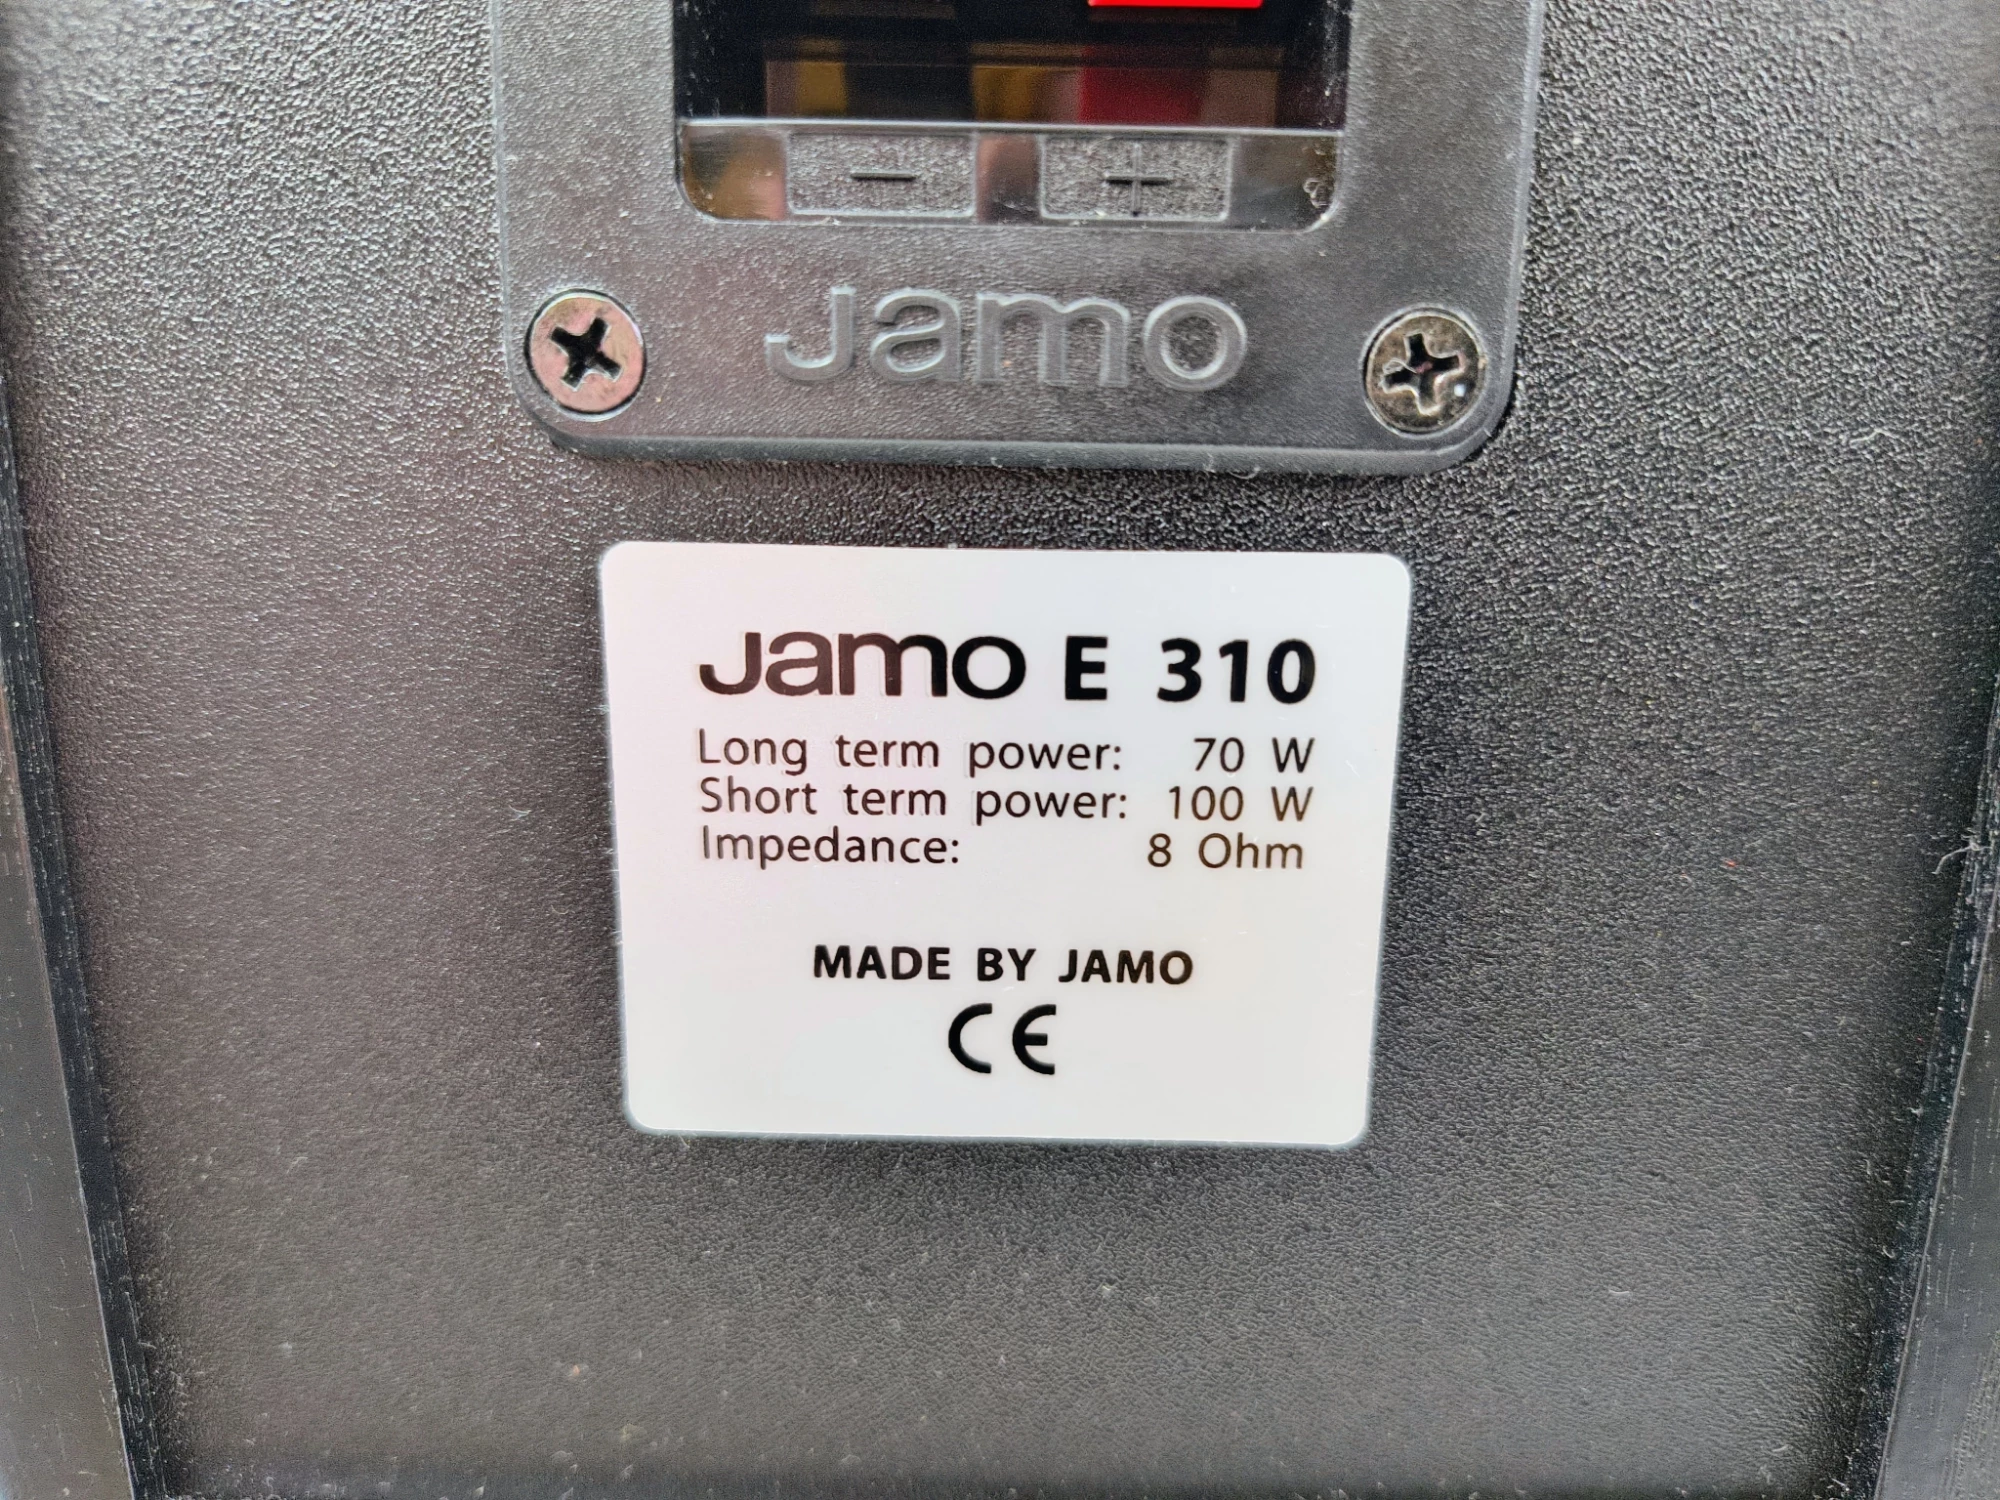 - +
Jamo
Jamo E 310
Long term power: 70 W
Short term power: 100 W
Impedance: 8 Ohm
MADE BY JAMO
CE